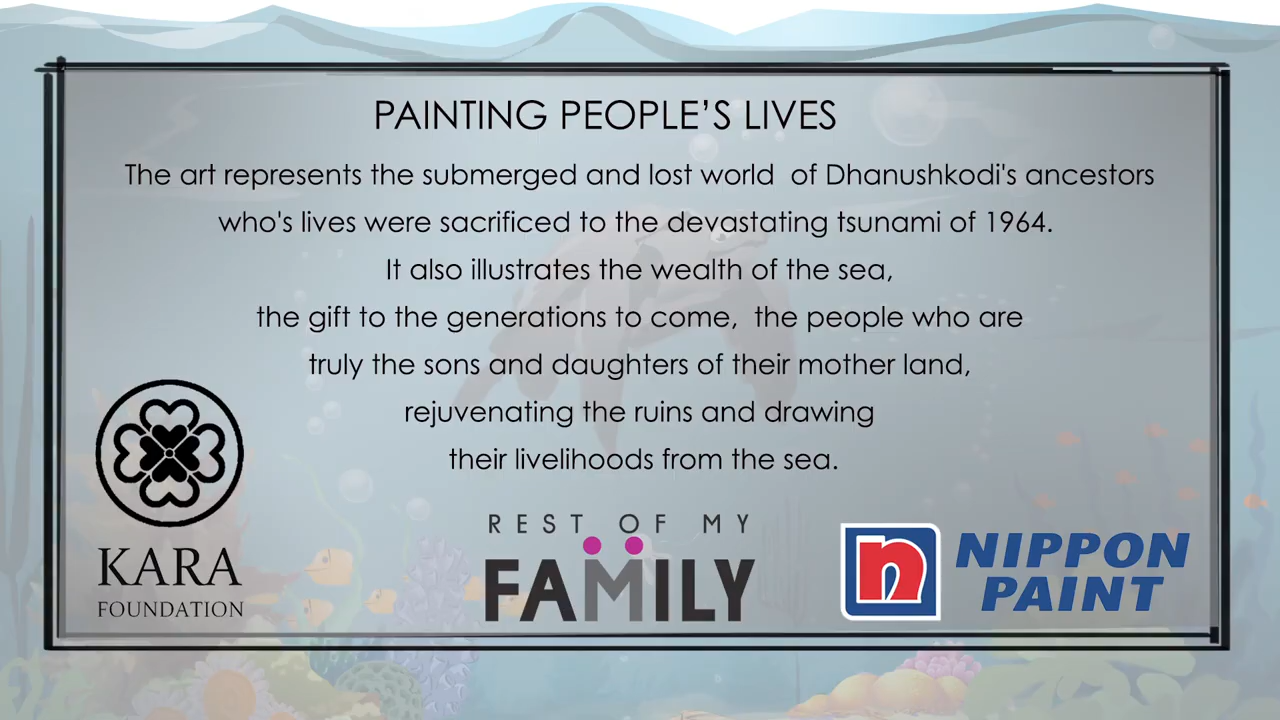 PAINTING PEOPLE’S LIVES
The art represents the submerged and lost world  of Dhanushkodi's ancestors
who's lives were sacrificed to the devastating tsunami of 1964.
It also illustrates the wealth of the sea,
the gift to the generations to come,  the people who are
truly the sons and daughters of their mother land,
rejuvenating the ruins and drawing
their livelihoods from the sea.
KARA
FOUNDATION
REST OF MY
FAMILY
n
NIPPON
PAINT